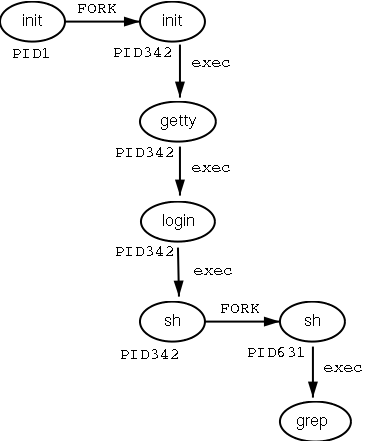 init
FORK
init
PID1
PID342
exec
getty
PID342
exec
login
PID342
exec
sh
FORK
sh
PID342
PID631
exec
grep